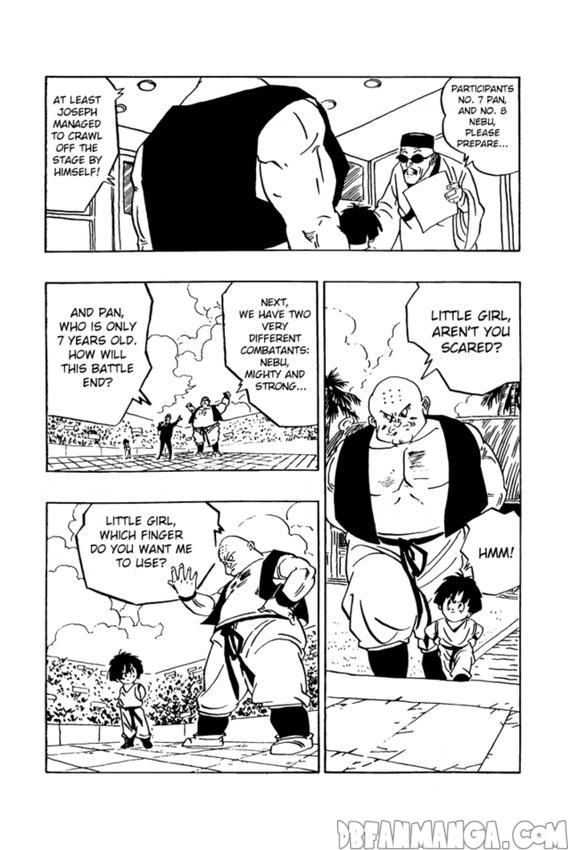 PARTICIPANTS
NO. 7 PAN,
AND NO. 8
NEBU,
PLEASE
PREPARE...
AT LEAST
JOSEPH
MANAGED
TO CRAWL
OFF THE
STAGE BY
HIMSELF!
LITTLE GIRL,
AREN'T YOU
SCARED?
HMM!
NEXT,
WE HAVE TWO
VERY
DIFFERENT
COMBATANTS:
NEBU,
MIGHTY AND
STRONG...
AND PAN,
WHO IS ONLY
7 YEARS OLD.
HOW WILL
THIS BATTLE
END?
LITTLE GIRL,
WHICH FINGER
DO YOU WANT ME
TO USE?
DBFANMANGA.COM